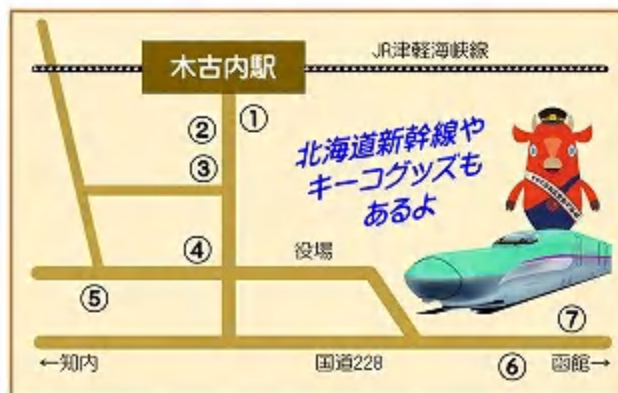 JR津軽海峡線
木古内駅
①
②
③
北海道新幹線や
キーコグッズも
あるよ
④
役場
⑤
⑦
←知内
国道228
⑥
函館→